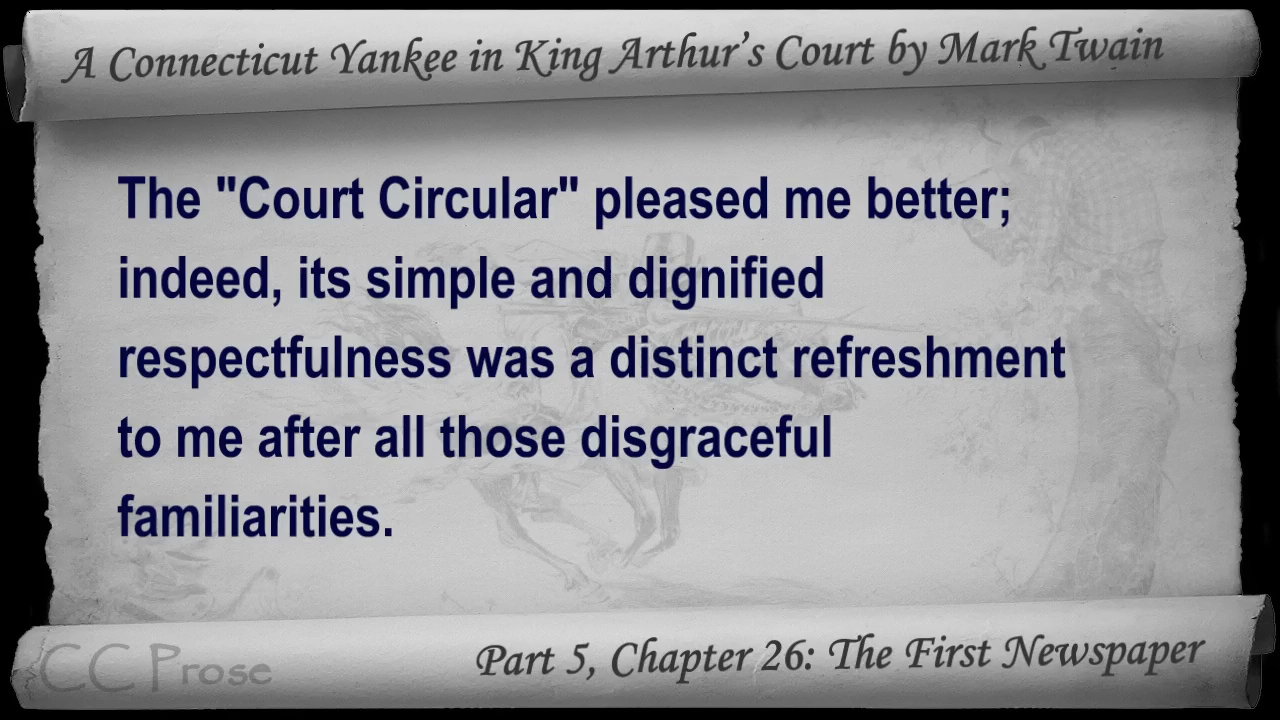 A Connecticut Yankee in King Arthur's Court by Mark Twain
The "Court Circular" pleased me better;
indeed, its simple and dignified
respectfulness was a distinct refreshment
to me after all those disgraceful
familiarities.
CC Prose
Part 5, Chapter 26: The First Newspaper